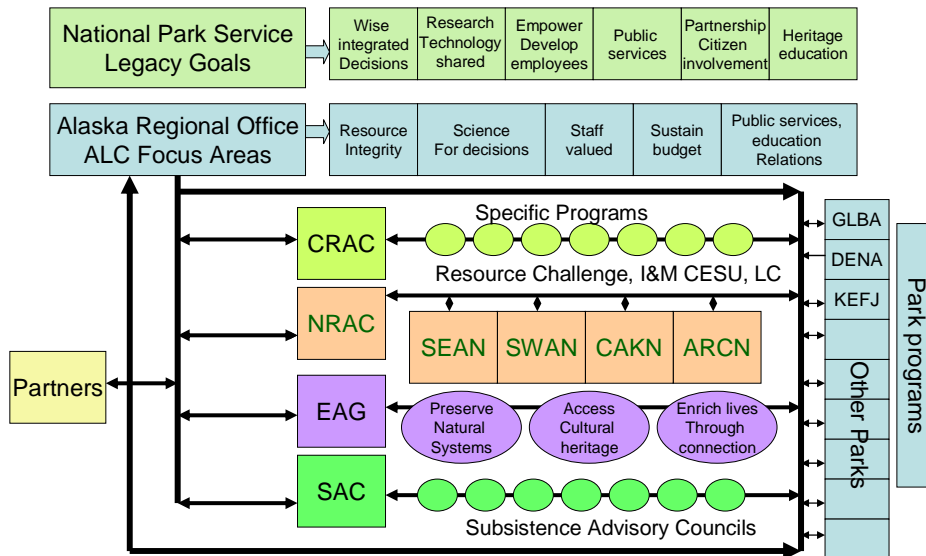 National Park Service
Legacy Goals
Wise
integrated
Decisions
Research
Technology
shared
Empower
Develop
employees
Public
services
Partnership
Citizen
involvement
Heritage
education
Alaska Regional Office
ALC Focus Areas
Resource
Integrity
Science
For decisions
Staff
valued
Sustain
budget
Public services,
education
Relations
Specific Programs
CRAC
Resource Challenge, I&M CESU, LC
NRAC
SEAN
SWAN
CAKN
ARCN
Partners
EAG
Preserve
Natural
Systems
Access
Cultural
heritage
Enrich lives
Through
connection
SAC
Subsistence Advisory Councils
GLBA
DENA
KEFJ
Other Parks
Park programs